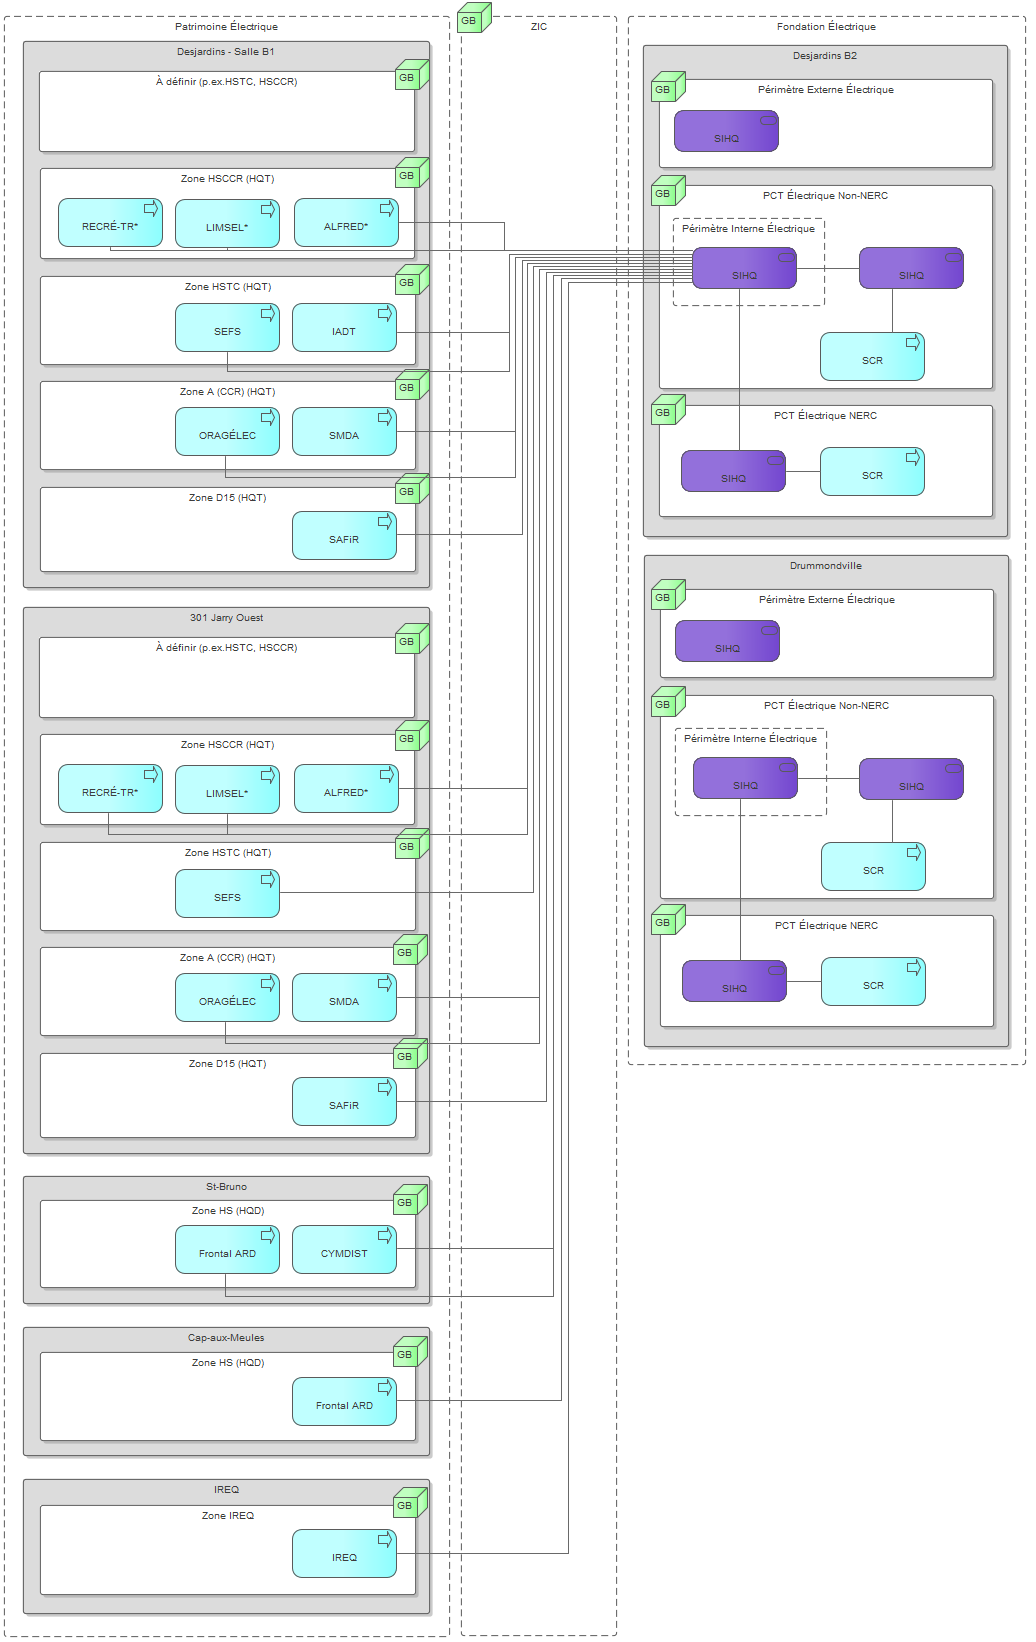 Patrimoine Électrique
Desjardins - Salle B1
À définir (p.ex.HSTC, HSCCR)
GB
Zone HSCCR (HQT)
GB
RECRÉ-TR*
LIMSEL*
ALFRED*
Zone HSTC (HQT)
GB
SEFS
IADT
Zone A (CCR) (HQT)
GB
ORAGÉLEC
SMDA
Zone D15 (HQT)
GB
SAFiR
301 Jarry Ouest
À définir (p.ex.HSTC, HSCCR)
GB
Zone HSCCR (HQT)
GB
RECRÉ-TR*
LIMSEL*
ALFRED*
Zone HSTC (HQT)
GB
SEFS
Zone A (CCR) (HQT)
GB
ORAGÉLEC
SMDA
Zone D15 (HQT)
GB
SAFiR
St-Bruno
Zone HS (HQD)
GB
Frontal ARD
CYMDIST
Cap-aux-Meules
Zone HS (HQD)
GB
Frontal ARD
IREQ
Zone IREQ
GB
IREQ
GB
ZIC
Fondation Électrique
Desjardins B2
GB
Périmètre Externe Électrique
SIHQ
GB
PCT Électrique Non-NERC
Périmètre Interne Électrique
SIHQ
SIHQ
SCR
GB
PCT Électrique NERC
SIHQ
SCR
Drummondville
GB
Périmètre Externe Électrique
SIHQ
GB
PCT Électrique Non-NERC
Périmètre Interne Électrique
SIHQ
SIHQ
SCR
GB
PCT Électrique NERC
SIHQ
SCR